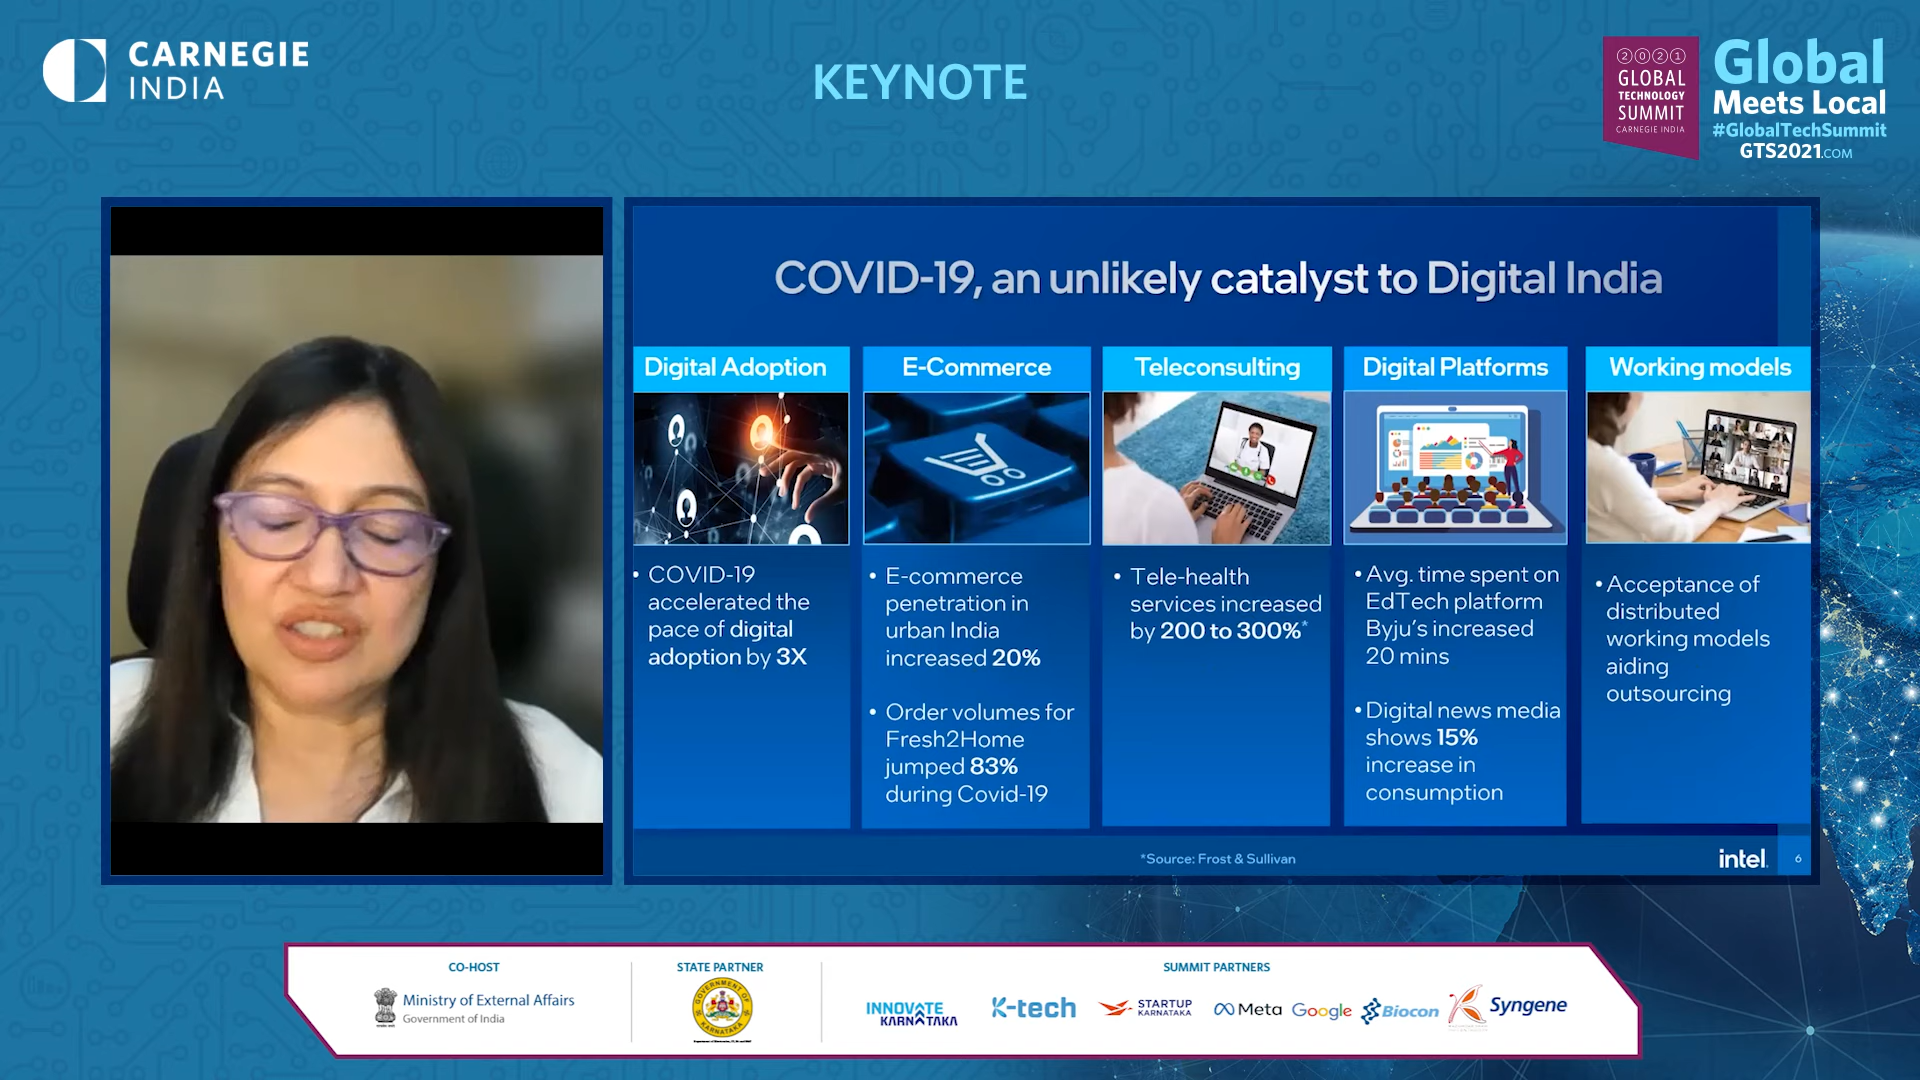 CARNEGIE
INDIA
KEYNOTE
2021
GLOBAL
TECHNOLOGY
SUMMIT
CARNEGIE INDIA
Global
Meets Local
#GlobalTechSummit
GTS2021.COM
COVID-19, an unlikely catalyst to Digital India
Digital Adoption
• COVID-19
accelerated the
pace of digital
adoption by 3X
E-Commerce
• E-commerce
penetration in
urban India
increased 20%
• Order volumes for
Fresh2Home
jumped 83%
during Covid-19
Teleconsulting
• Tele-health
services increased
by 200 to 300%*
Digital Platforms
• Avg. time spent on
EdTech platform
Byju's increased
20 mins
• Digital news media
shows 15%
increase in
consumption
Working models
• Acceptance of
distributed
working models
aiding
outsourcing
*Source: Frost & Sullivan
intel.
6
CO-HOST
Ministry of External Affairs
Government of India
STATE PARTNER
GOVERNMENT OF
KARNATAKA
SUMMIT PARTNERS
INNOVATE
KARNATAKA
K-tech
STARTUP
KARNATAKA
Meta
Google
Biocon
Syngene